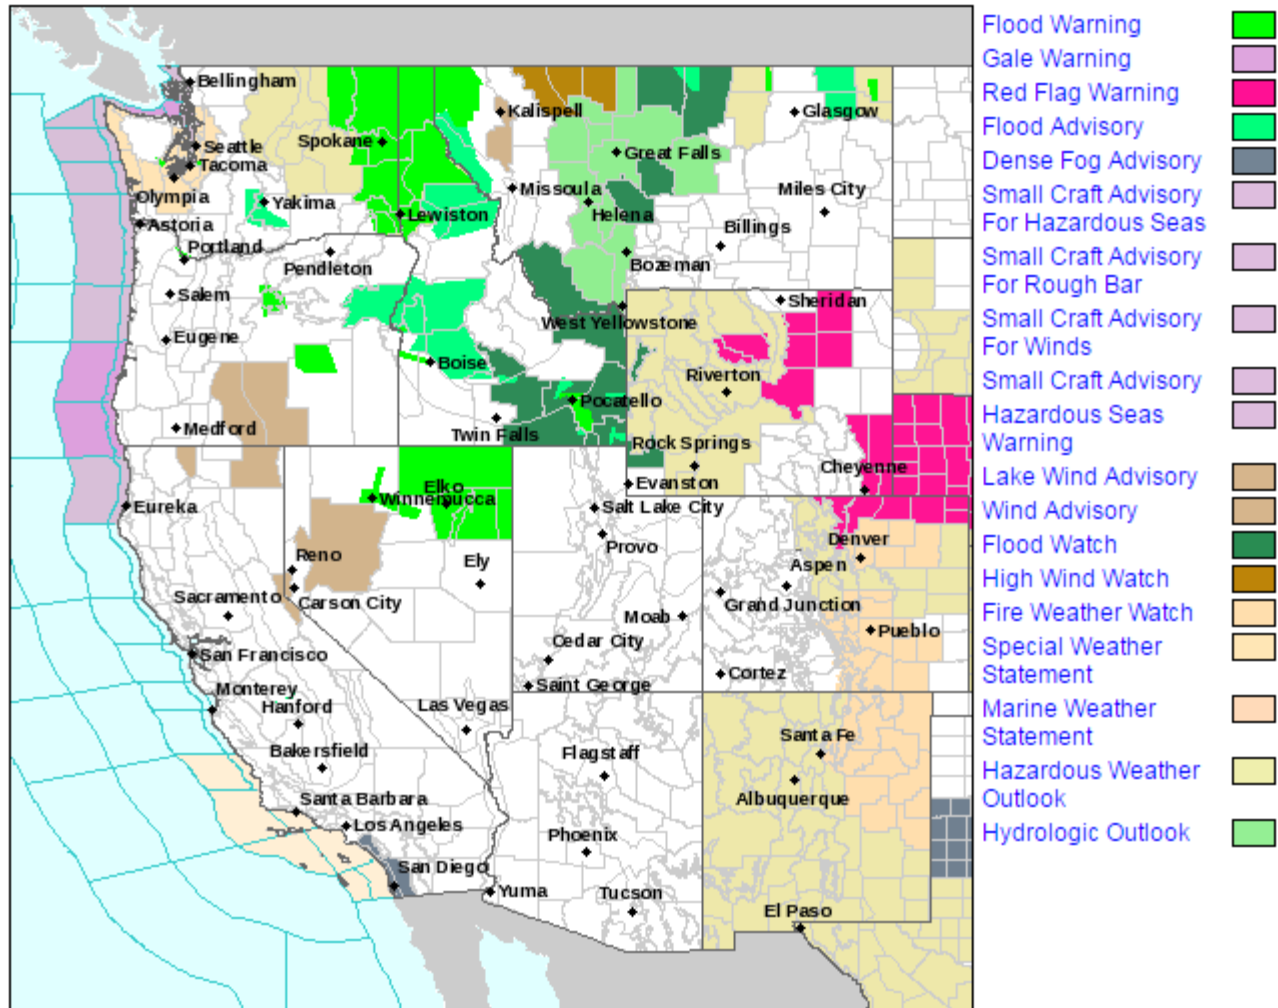 Bellingham
Seattle
Tacoma
Olympia
Astoria
Portland
Salem
Eugene
Medford
Eureka
Spokane
Yakima
Lewiston
Pendleton
Kalispell
Missoula
Great Falls
Helena
Glasgow
Miles City
Billings
Bozeman
West Yellowstone
Boise
Pocatello
Twin Falls
Sheridan
Riverton
Rock Springs
Evanston
Cheyenne
Elko
Winnemucca
Reno
Carson City
Ely
Sacramento
San Francisco
Monterey
Hanford
Bakersfield
Las Vegas
Santa Barbara
Los Angeles
San Diego
Salt Lake City
Provo
Moab
Cedar City
Saint George
Denver
Aspen
Grand Junction
Pueblo
Cortez
Flagstaff
Phoenix
Tucson
Yuma
Santa Fe
Albuquerque
El Paso
Flood Warning
Gale Warning
Red Flag Warning
Flood Advisory
Dense Fog Advisory
Small Craft Advisory
For Hazardous Seas
Small Craft Advisory
For Rough Bar
Small Craft Advisory
For Winds
Small Craft Advisory
Hazardous Seas
Warning
Lake Wind Advisory
Wind Advisory
Flood Watch
High Wind Watch
Fire Weather Watch
Special Weather
Statement
Marine Weather
Statement
Hazardous Weather
Outlook
Hydrologic Outlook